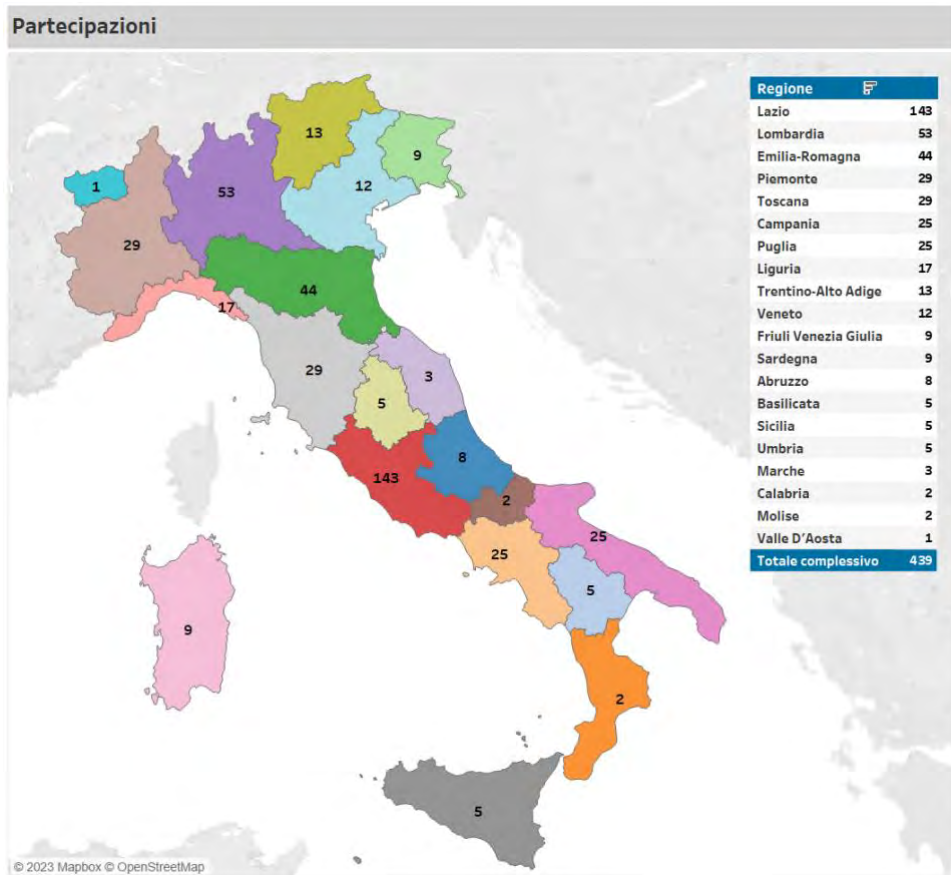 Partecipazioni
Regione
Lazio 143
Lombardia 53
Emilia-Romagna 44
Piemonte 29
Toscana 29
Campania 25
Puglia 25
Liguria 17
Trentino-Alto Adige 13
Veneto 12
Friuli Venezia Giulia 9
Sardegna 9
Abruzzo 8
Basilicata 5
Sicilia 5
Umbria 5
Marche 3
Calabria 2
Molise 2
Valle D'Aosta 1
Totale complessivo 439
13
9
1
53
12
29
44
17
29
3
5
8
143
2
25
25
5
9
2
5
© 2023 Mapbox © OpenStreetMap